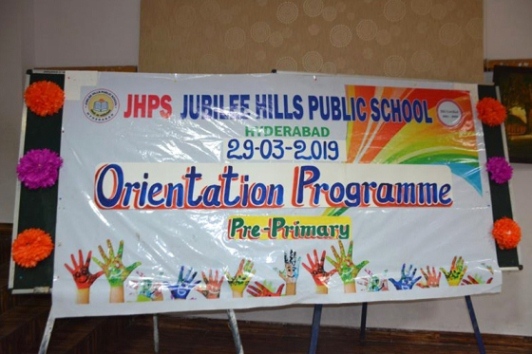 JHPS JUBILEE HILLS PUBLIC SCHOOL
HYDERABAD
29-03-2019
Orientation Programme
Pre-Primary